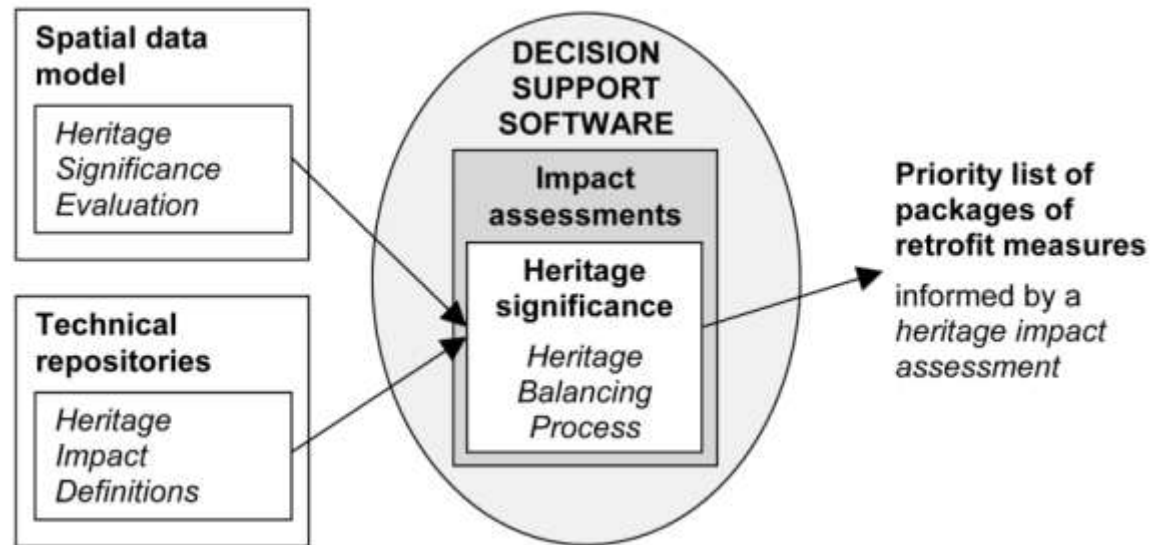 Spatial data
model
Heritage
Significance
Evaluation
Technical
repositories
Heritage
Impact
Definitions
DECISION
SUPPORT
SOFTWARE
Impact
assessments
Heritage
significance
Heritage
Balancing
Process
Priority list of
packages of
retrofit measures
informed by a
heritage impact
assessment